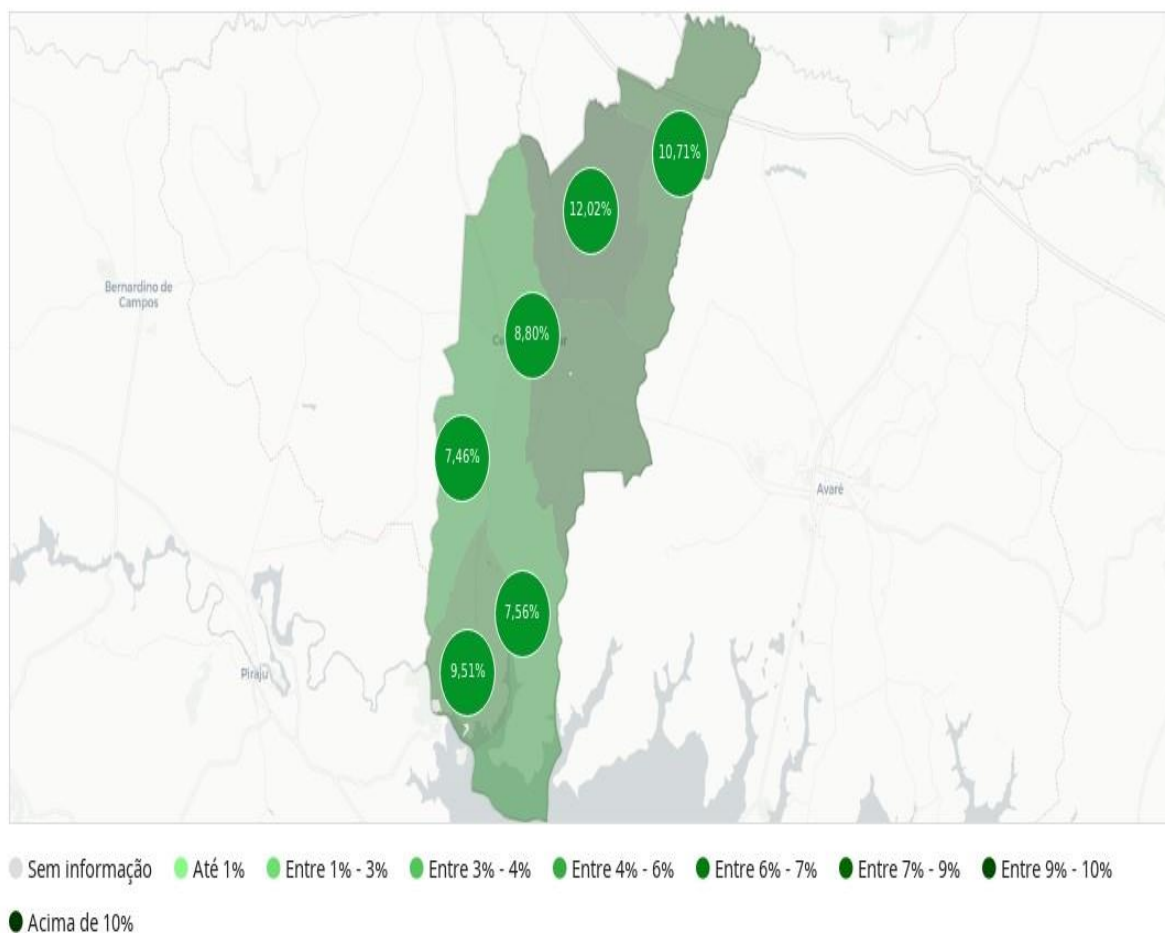 10,71%
12,02%
Bernardino de
Campos
8,80%
7,46%
Avaré
7,56%
9,51%
Piraju
Sem informação
Até 1%
Entre 1% - 3%
Entre 3% - 4%
Entre 4% - 6%
Entre 6% - 7%
Entre 7% - 9%
Entre 9% - 10%
Acima de 10%